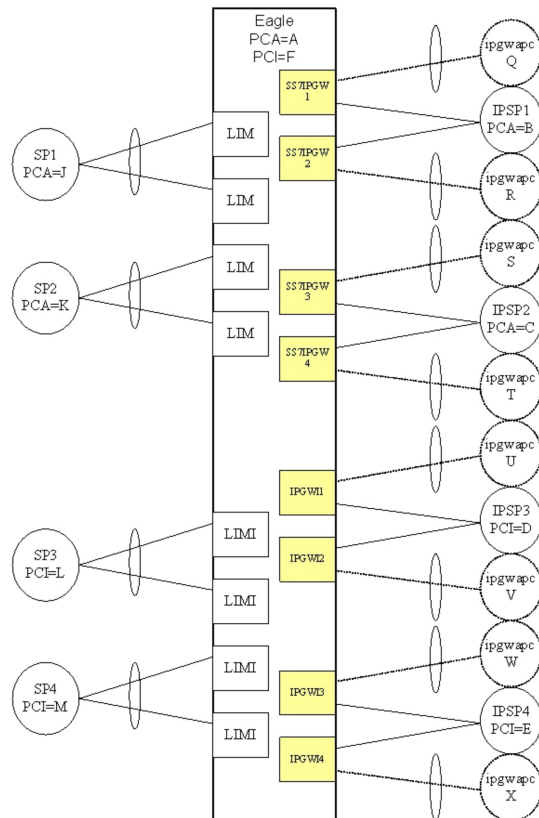 Eagle
PCA=A
PCI=F
SS7IPGW
1
ipgwapc
Q
IPSP1
PCA=B
LIM
SP1
PCA=J
SS7IPGW
2
LIM
ipgwapc
R
LIM
ipgwapc
S
SP2
PCA=K
SS7IPGW
3
LIM
IPSP2
PCA=C
SS7IPGW
4
ipgwapc
T
ipgwapc
U
IPGWI1
LIMI
IPSP3
PCI=D
SP3
PCI=L
IPGWI2
LIMI
ipgwapc
V
LIMI
ipgwapc
W
SP4
PCI=M
IPGWI3
LIMI
IPSP4
PCI=E
IPGWI4
ipgwapc
X